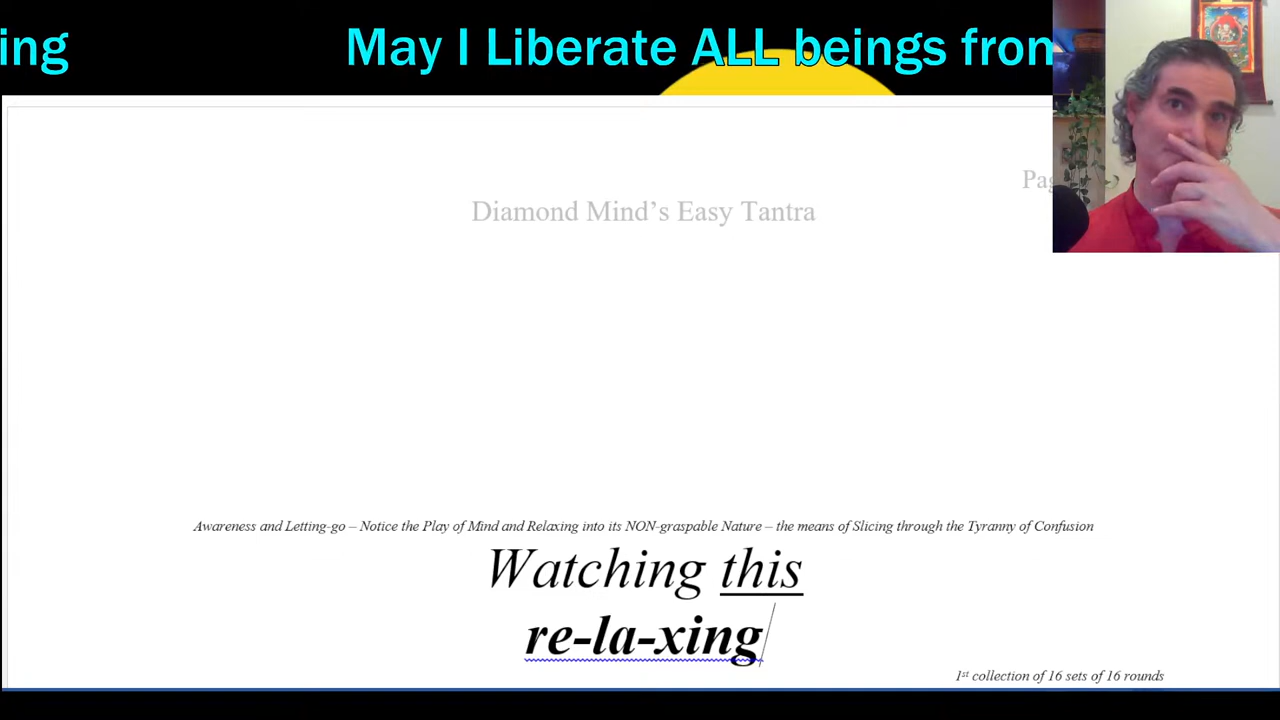 ing May I Liberate ALL beings from
Diamond Mind's Easy Tantra
Awareness and Letting-go – Notice the Play of Mind and Relaxing into its NON-graspable Nature – the means of Slicing through the Tyranny of Confusion
Watching this
re-la-xing
1st collection of 16 sets of 16 rounds